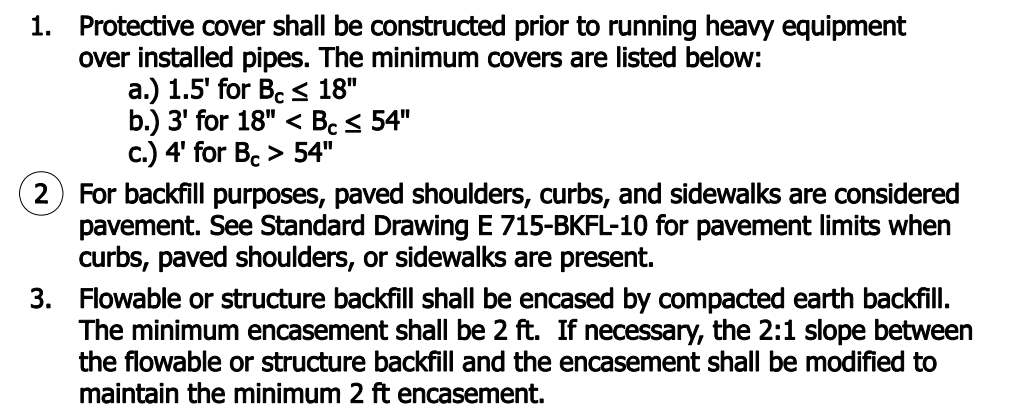 1. Protective cover shall be constructed prior to running heavy equipment
over installed pipes. The minimum covers are listed below:
a.) 1.5' for Bc ≤ 18"
b.) 3' for 18" < Bc ≤ 54"
c.) 4' for Bc > 54"
2 For backfill purposes, paved shoulders, curbs, and sidewalks are considered
pavement. See Standard Drawing E 715-BKFL-10 for pavement limits when
curbs, paved shoulders, or sidewalks are present.
3. Flowable or structure backfill shall be encased by compacted earth backfill.
The minimum encasement shall be 2 ft. If necessary, the 2:1 slope between
the flowable or structure backfill and the encasement shall be modified to
maintain the minimum 2 ft encasement.